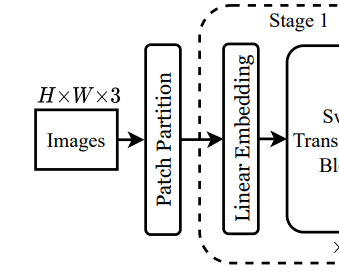 Stage 1
H×W×3
Images
Patch Partition
Linear Embedding